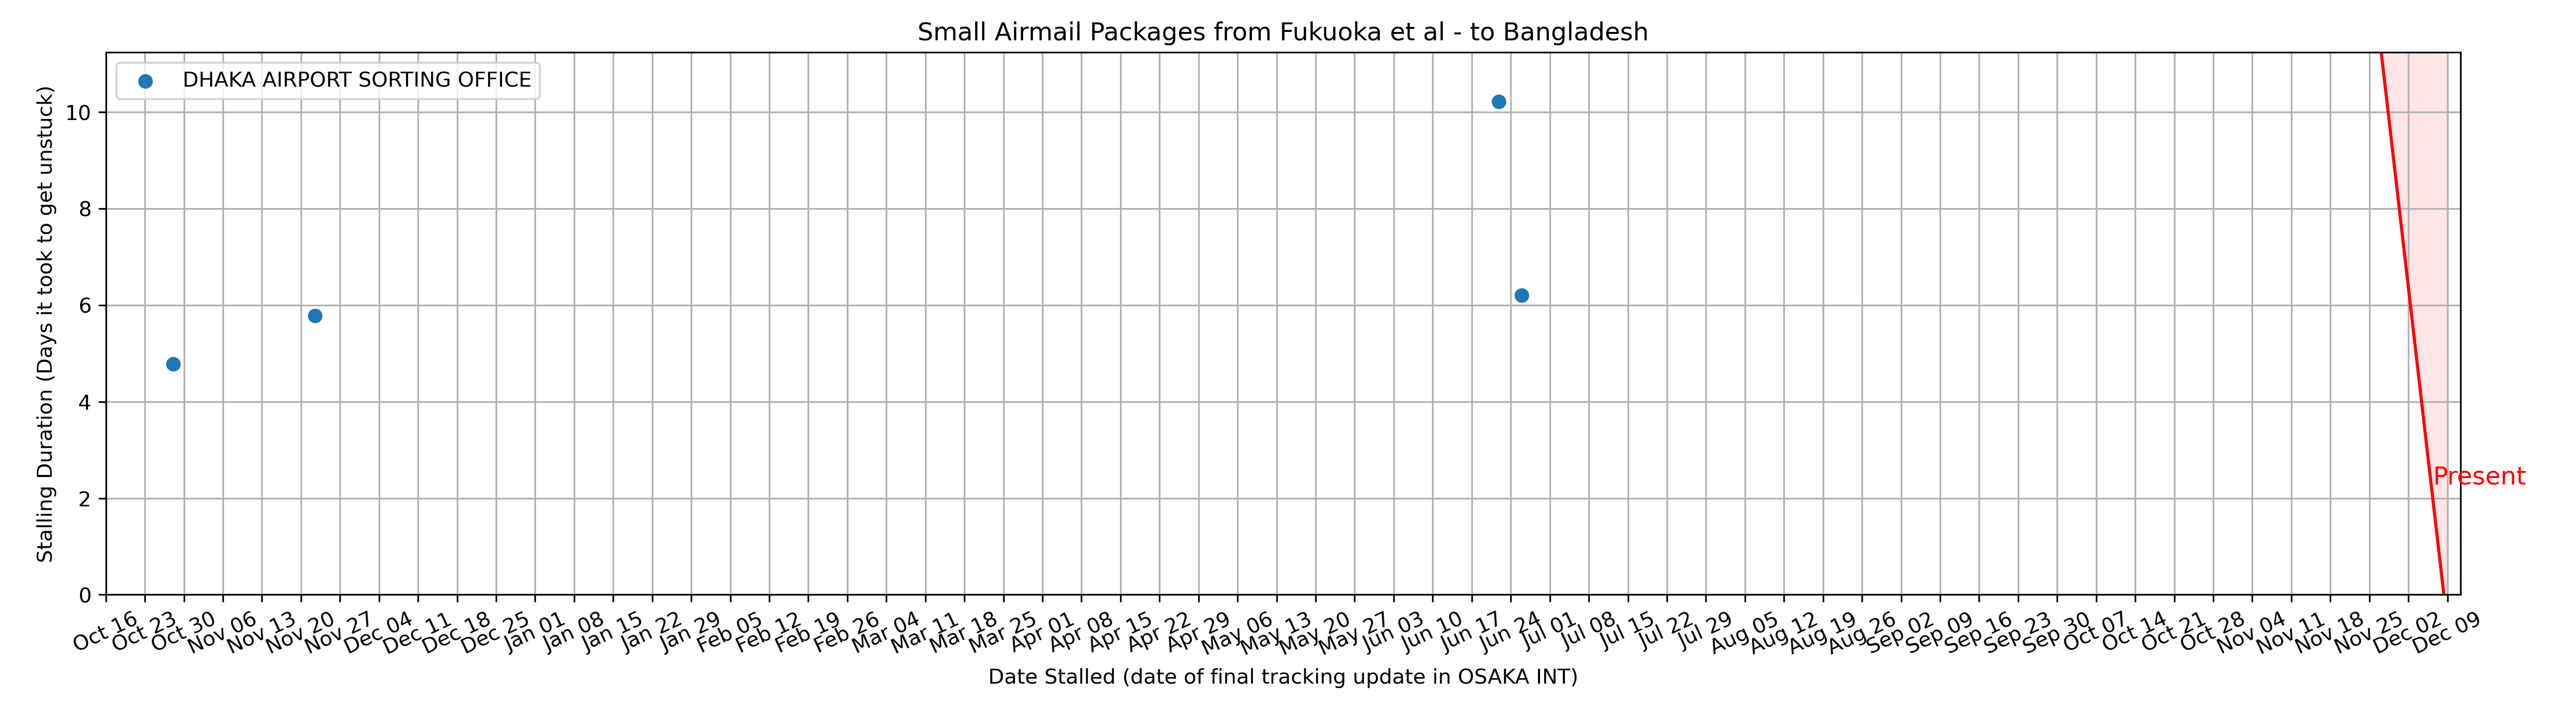 Small Airmail Packages from Fukuoka et al - to Bangladesh
DHAKA AIRPORT SORTING OFFICE
Stalling Duration (Days it took to get unstuck)
10
8
6
4
2
0
Present
Oct 16 Oct 23 Oct 30 Nov 06 Nov 13 Nov 20 Nov 27 Dec 04 Dec 11 Dec 18 Dec 25 Jan 01 Jan 08 Jan 15 Jan 22 Jan 29 Feb 05 Feb 12 Feb 19 Feb 26 Mar 04 Mar 11 Mar 18 Mar 25 Apr 01 Apr 08 Apr 15 Apr 22 Apr 29 May 06 May 13 May 20 May 27 Jun 03 Jun 10 Jun 17 Jun 24 Jul 01 Jul 08 Jul 15 Jul 22 Jul 29 Aug 05 Aug 12 Aug 19 Aug 26 Sep 02 Sep 09 Sep 16 Sep 23 Sep 30 Oct 07 Oct 14 Oct 21 Oct 28 Nov 04 Nov 11 Nov 18 Nov 25 Dec 02 Dec 09
Date Stalled (date of final tracking update in OSAKA INT)